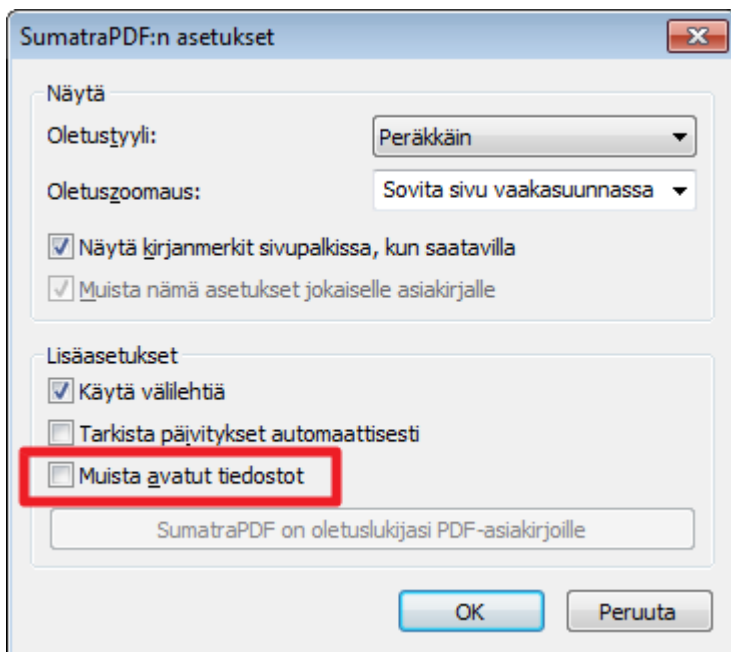 SumatraPDF:n asetukset
Näytä
Oletustyyli: Peräkkäin
Oletuszoomaus: Sovita sivu vaakasuunnassa
Näytä kirjanmerkit sivupalkissa, kun saatavilla
Muista nämä asetukset jokaiselle asiakirjalle
Lisäasetukset
Käytä välilehtiä
Tarkista päivitykset automaattisesti
Muista avatut tiedostot
SumatraPDF on oletuslukijasi PDF-asiakirjoille
OK Peruuta